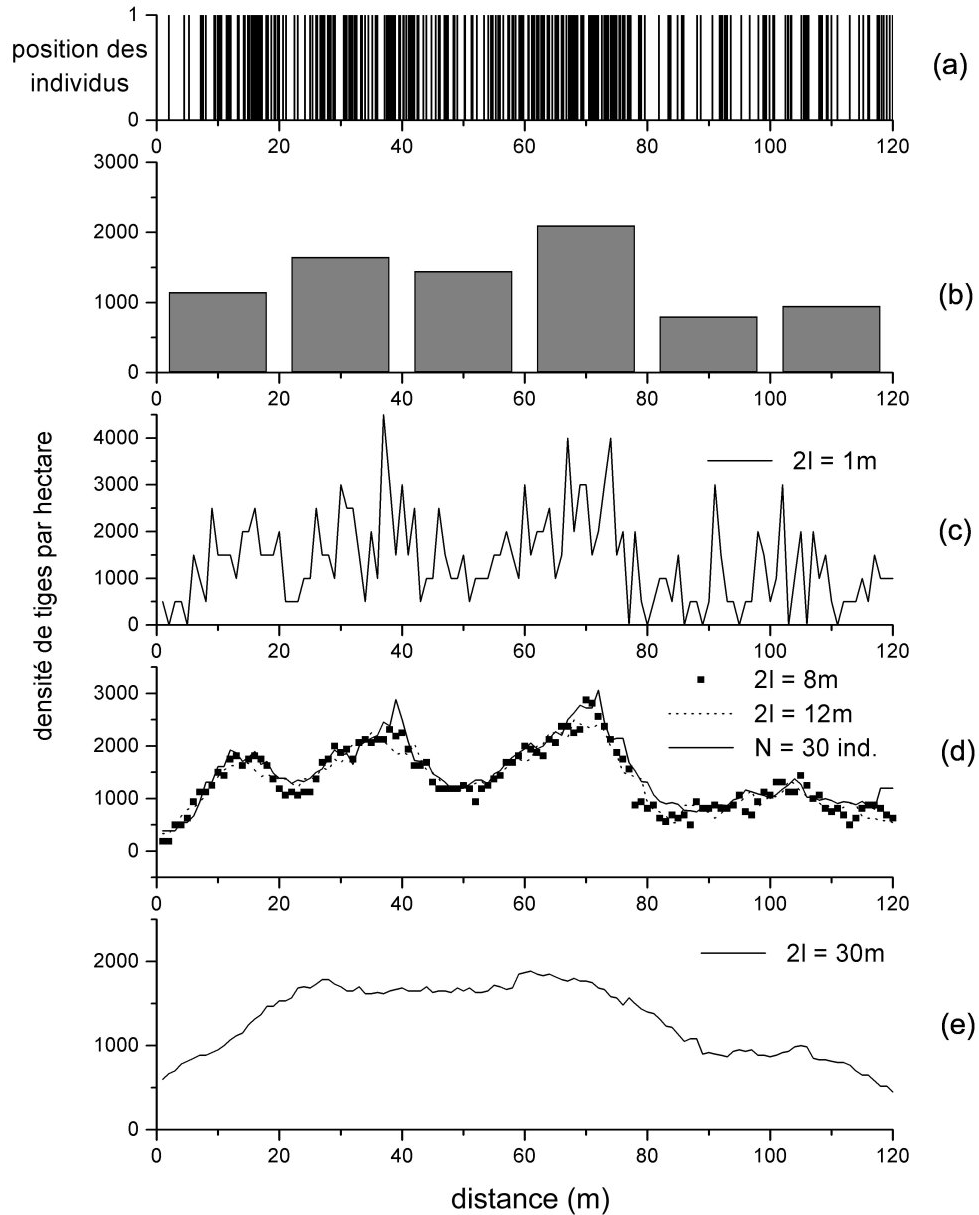 1
position des
individus
0
(a)
0 20 40 60 80 100 120
3000
2000
1000
0
(b)
0 20 40 60 80 100 120
densité de tiges par hectare
4000
3000
2000
1000
0
2l = 1m
(c)
0 20 40 60 80 100 120
3000
2000
1000
0
2l = 8m
2l = 12m
N = 30 ind.
(d)
0 20 40 60 80 100 120
2000
1000
0
2l = 30m
(e)
0 20 40 60 80 100 120
distance (m)